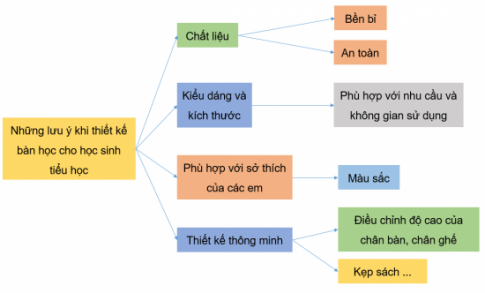 Những lưu ý khi thiết kế
bàn học cho học sinh
tiểu học
Chất liệu
Bền bỉ
An toàn
Kiểu dáng và
kích thước
Phù hợp với nhu cầu và
không gian sử dụng
Phù hợp với sở thích
của các em
Màu sắc
Thiết kế thông minh
Điều chỉnh độ cao của
chân bàn, chân ghế
Kẹp sách ...